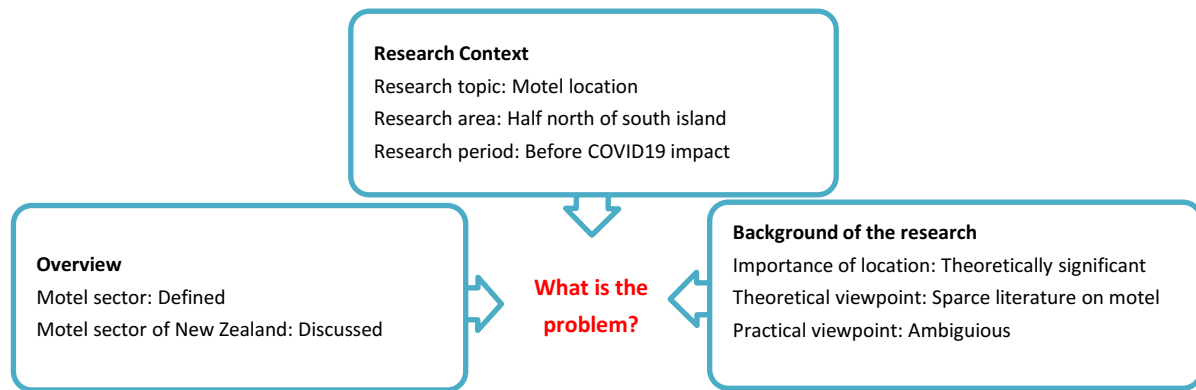 Research Context
Research topic: Motel location
Research area: Half north of south island
Research period: Before COVID19 impact
Overview
Motel sector: Defined
Motel sector of New Zealand: Discussed
What is the
problem?
Background of the research
Importance of location: Theoretically significant
Theoretical viewpoint: Sparce literature on motel
Practical viewpoint: Ambiguious